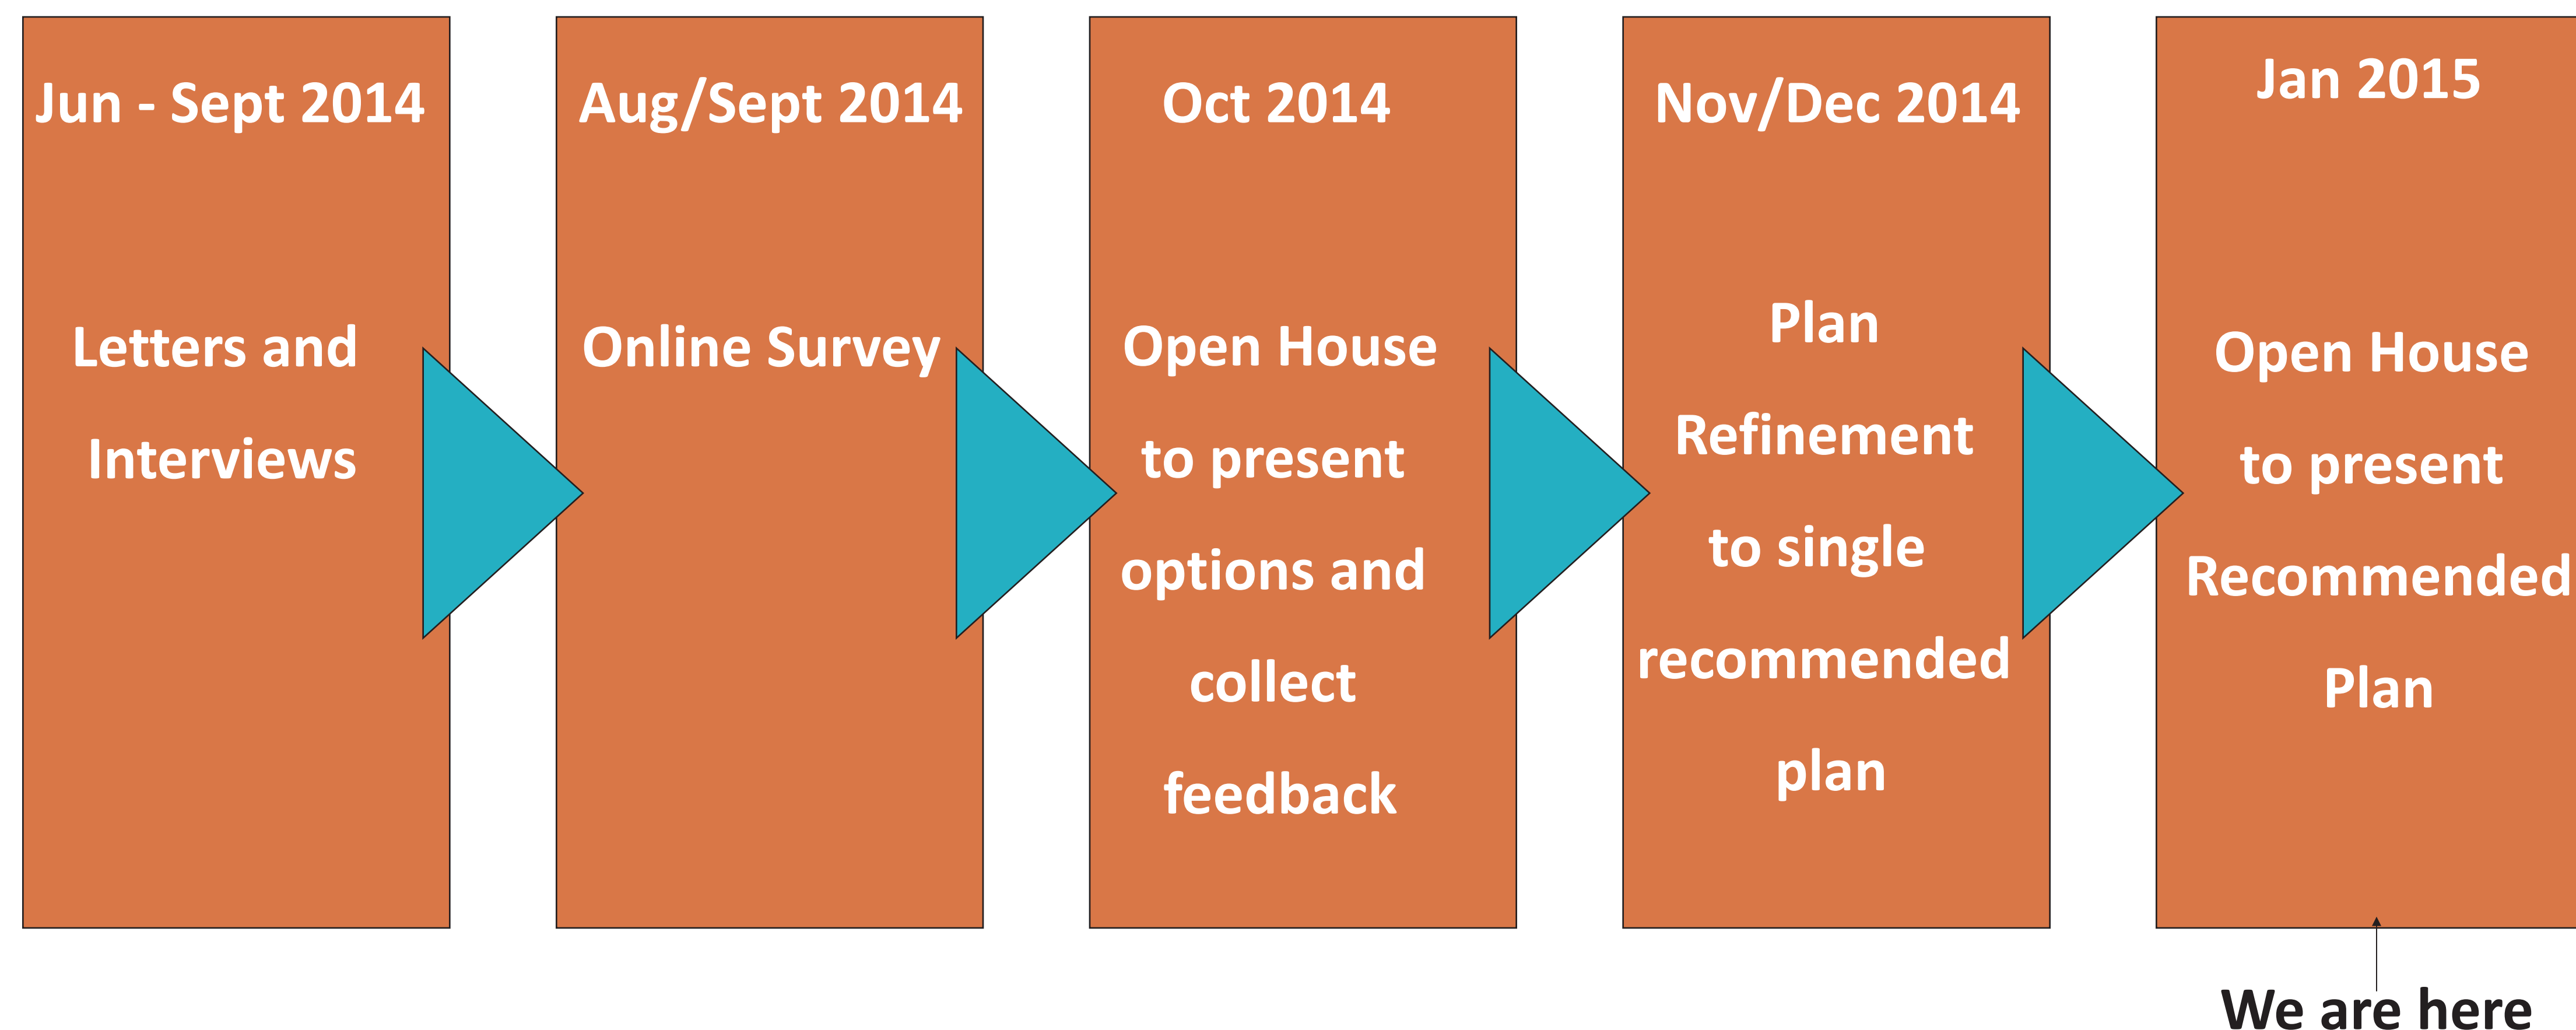 Jun - Sept 2014
Letters and
Interviews
Aug/Sept 2014
Online Survey
Oct 2014
Open House
to present
options and
collect
feedback
Nov/Dec 2014
Plan
Refinement
to single
recommended
plan
Jan 2015
Open House
to present
Recommended
Plan
We are here